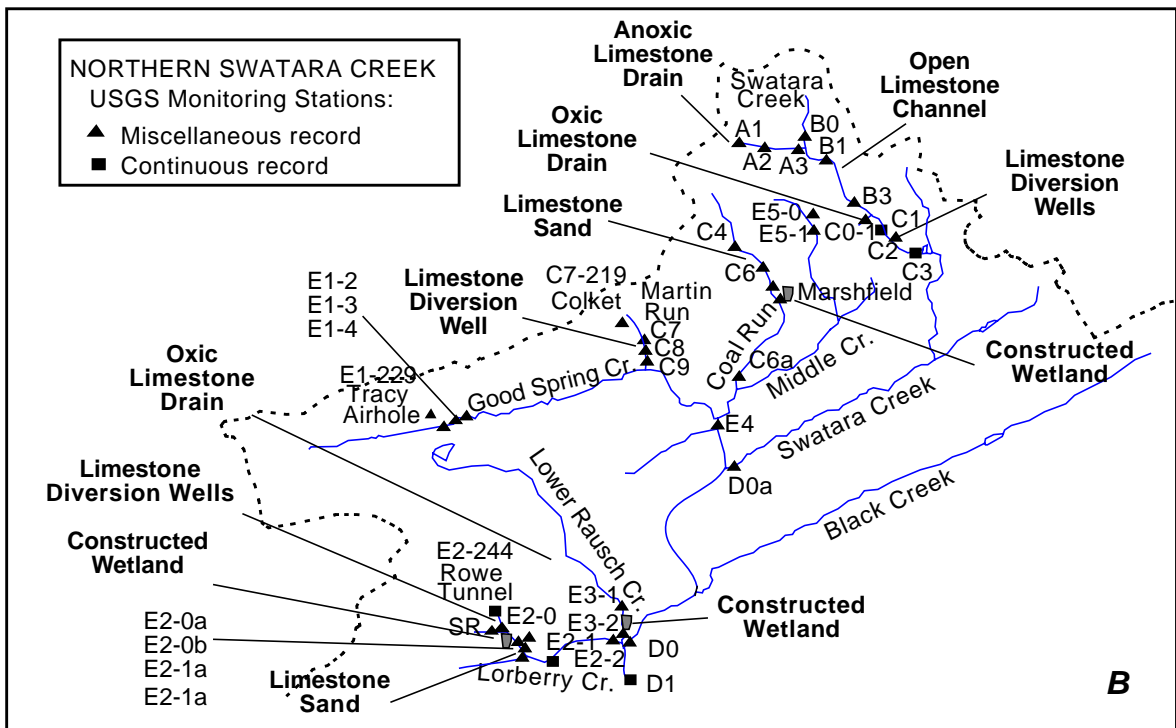 NORTHERN SWATARA CREEK
USGS Monitoring Stations:
Miscellaneous record
Continuous record
Anoxic
Limestone
Drain
Swatara
Creek
Open
Limestone
Channel
Oxic
Limestone
Drain
A1
A2
A3
B0
B1
B3
Limestone
Diversion
Wells
Limestone
Sand
E5-0
E5-1
C0-1
C1
C2
C3
C4
C6
Marshfield
Constructed
Wetland
C7-219
Colket
Martin
Run
C7
C8
C9
Limestone
Diversion
Well
E1-2
E1-3
E1-4
Coal Run
C6a
Middle Cr.
Oxic
Limestone
Drain
E1-229
Tracy
Airhole
Good Spring Cr.
E4
Swatara Creek
D0a
Black Creek
Lower Rausch Cr.
Limestone
Diversion Wells
Constructed
Wetland
E2-244
Rowe
Tunnel
SR
E2-0
E2-0a
E2-0b
E2-1a
E2-1a
Limestone
Sand
Lorberry Cr.
E3-1
E3-2
E2-1
E2-2
D0
D1
Constructed
Wetland
B